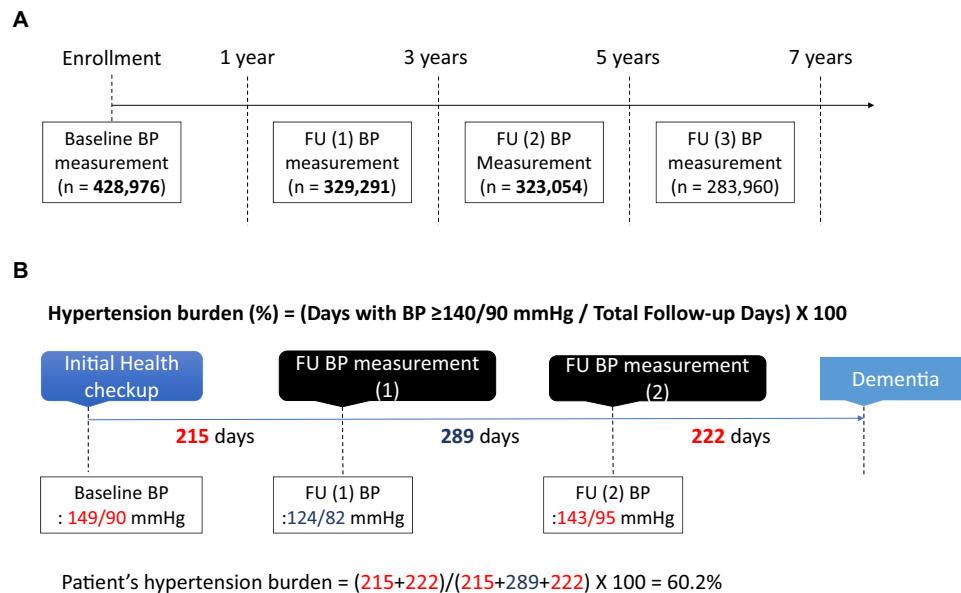 A
Enrollment 1 year 3 years 5 years 7 years
Baseline BP
measurement
(n = 428,976)
FU (1) BP
measurement
(n = 329,291)
FU (2) BP
Measurement
(n = 323,054)
FU (3) BP
measurement
(n = 283,960)
B
Hypertension burden (%) = (Days with BP ≥140/90 mmHg / Total Follow-up Days) X 100
Initial Health
checkup
FU BP measurement
(1)
FU BP measurement
(2)
Dementia
215 days 289 days 222 days
Baseline BP
: 149/90 mmHg
FU (1) BP
:124/82 mmHg
FU (2) BP
:143/95 mmHg
Patient's hypertension burden = (215+222)/(215+289+222) X 100 = 60.2%